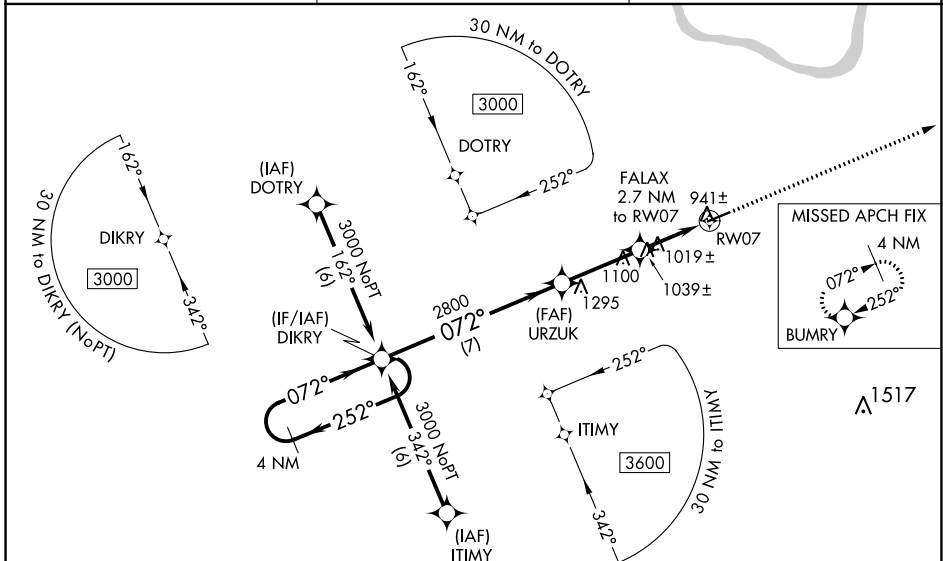 30 NM to DOTRY
162°
3000
DOTRY
252°
162°
30 NM to DIKRY (NoPT)
DIKRY
3000
342°
(IAF)
DOTRY
3000 NoPT
162°
(6)
FALAX
2.7 NM
to RW07
941±
RW07
1019±
1100
1039±
1295
MISSED APCH FIX
4 NM
072°
252°
BUMRY
(IF/IAF)
DIKRY
2800
072°
(7)
(FAF)
URZUK
072°
252°
4 NM
3000 NoPT
342°
(6)
(IAF)
ITIMY
252°
ITIMY
3600
30 NM to ITIMY
342°
1517